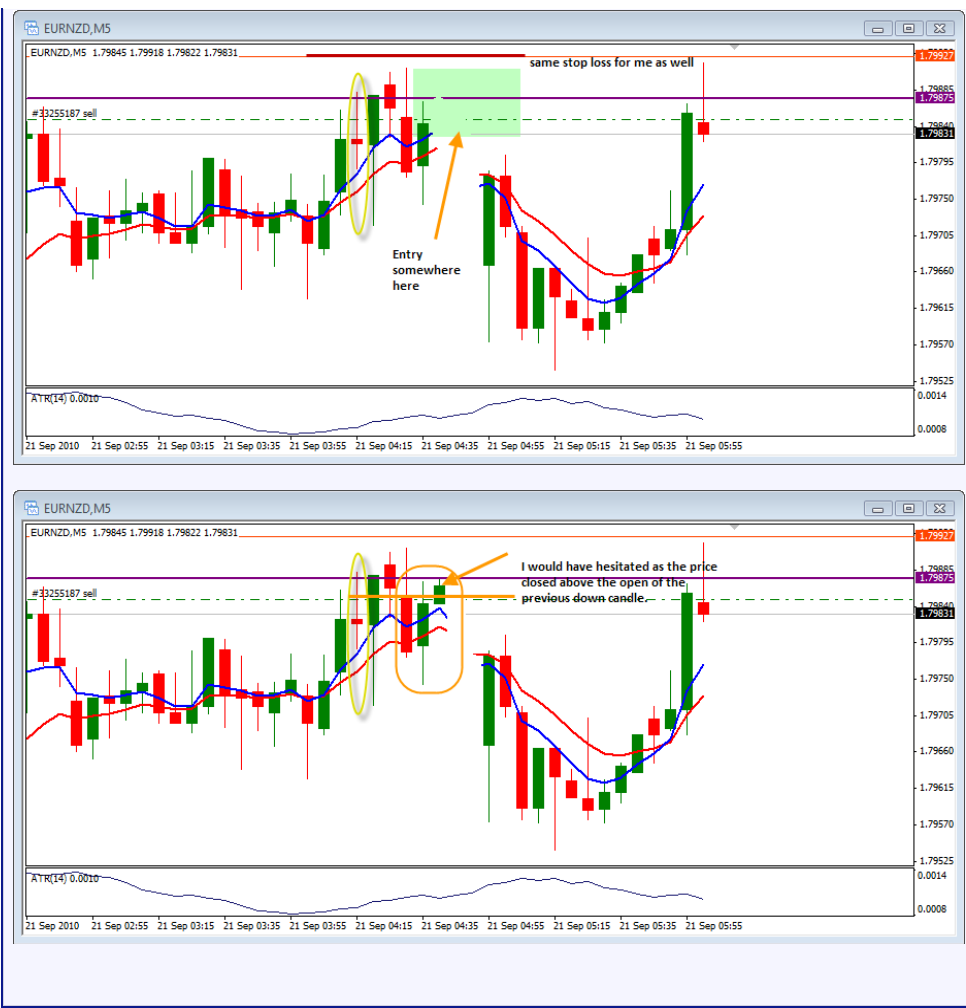 EURNZD,M5
EURNZD,M5 1.79845 1.79918 1.79822 1.79831
same stop loss for me as well
1.79927
1.79885
1.79875
#33255187 sell
1.79840
1.79831
1.79795
1.79750
1.79705
Entry
somewhere
here
1.79660
1.79615
1.79570
1.79525
ATR(14) 0.0010
0.0014
0.0008
21 Sep 2010 21 Sep 02:55 21 Sep 03:15 21 Sep 03:35 21 Sep 03:55 21 Sep 04:15 21 Sep 04:35 21 Sep 04:55 21 Sep 05:15 21 Sep 05:35 21 Sep 05:55
EURNZD,M5
EURNZD,M5 1.79845 1.79918 1.79822 1.79831
1.79927
I would have hesitated as the price
closed above the open of the
previous down candle.
1.79885
1.79875
#33255187 sell
1.79840
1.79831
1.79795
1.79750
1.79705
1.79660
1.79615
1.79570
1.79525
ATR(14) 0.0010
0.0014
0.0008
21 Sep 2010 21 Sep 02:55 21 Sep 03:15 21 Sep 03:35 21 Sep 03:55 21 Sep 04:15 21 Sep 04:35 21 Sep 04:55 21 Sep 05:15 21 Sep 05:35 21 Sep 05:55